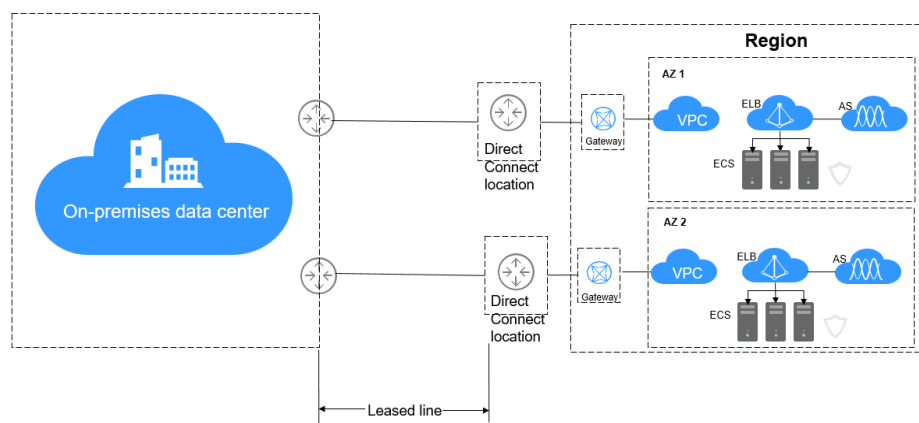 Region
AZ 1
ELB
AS
VPC
Gateway
Direct
Connect
location
ECS
On-premises data center
AZ 2
ELB
AS
VPC
Gateway
Direct
Connect
location
ECS
Leased line